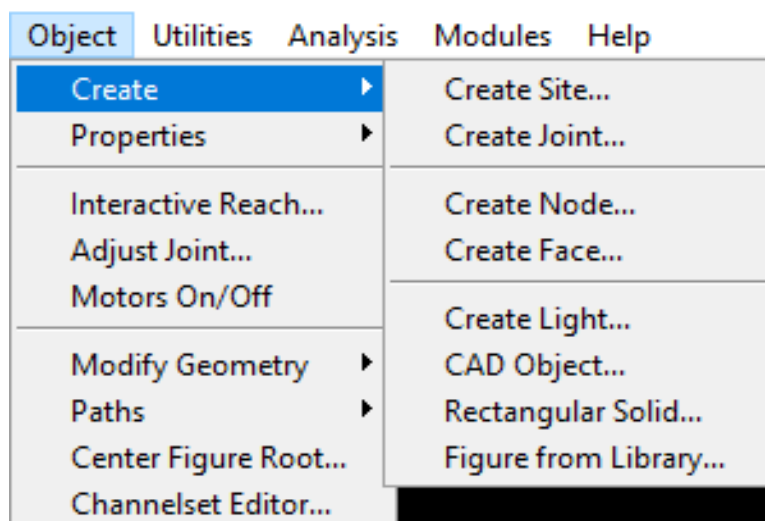 Object Utilities Analysis Modules Help
Create
Properties
Interactive Reach...
Adjust Joint...
Motors On/Off
Modify Geometry
Paths
Center Figure Root...
Channelset Editor...
Create Site...
Create Joint...
Create Node...
Create Face...
Create Light...
CAD Object...
Rectangular Solid...
Figure from Library...